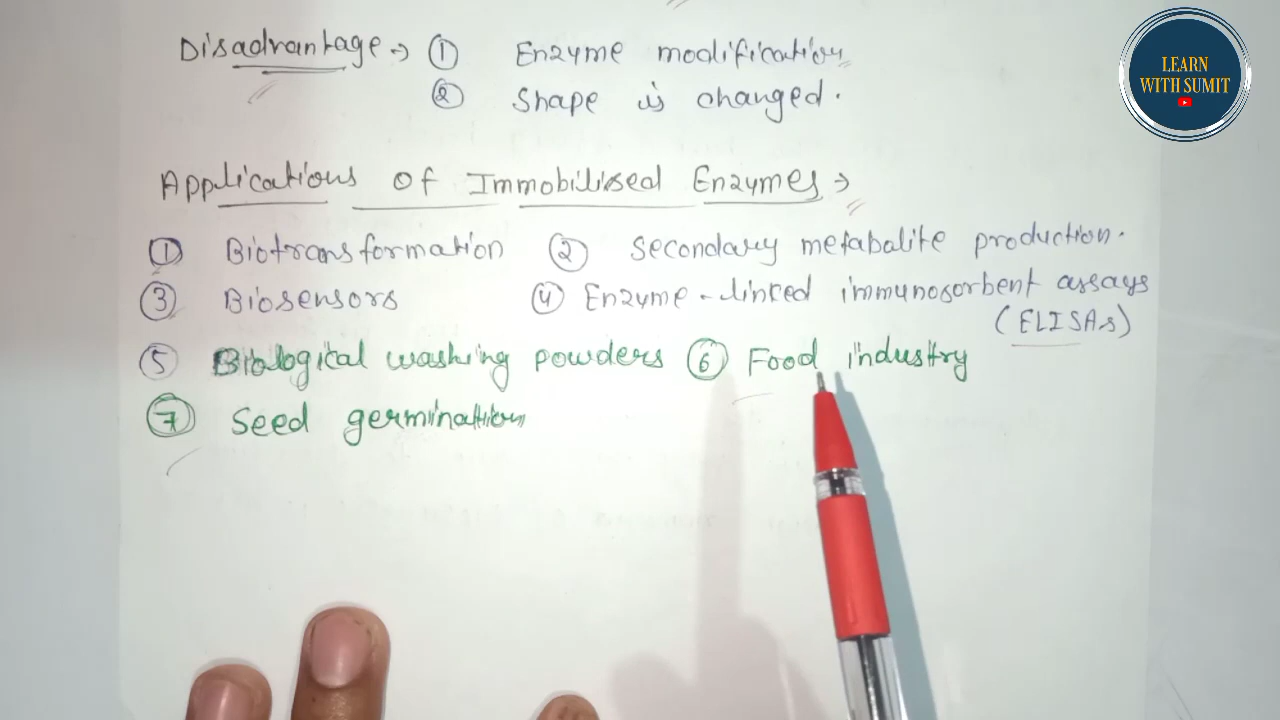 Disadvantage → ① Enzyme modification
② Shape is changed.
Applications of Immobilised Enzymes →
① Biotransformation ② Secondary metabalite production.
③ Biosensors ④ Enzyme-linked immunosorbent assays
(ELISAs)
⑤ Biological washing powders ⑥ Food industry
⑦ Seed germination
LEARN
WITH SUMIT